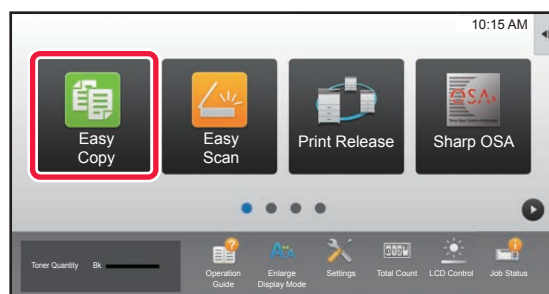 10:15 AM
Easy
Copy
Easy
Scan
Print Release
Sharp OSA
Toner Quantity Bk
Operation
Guide
Enlarge
Display Mode
Settings
Total Count
LCD Control
Job Status